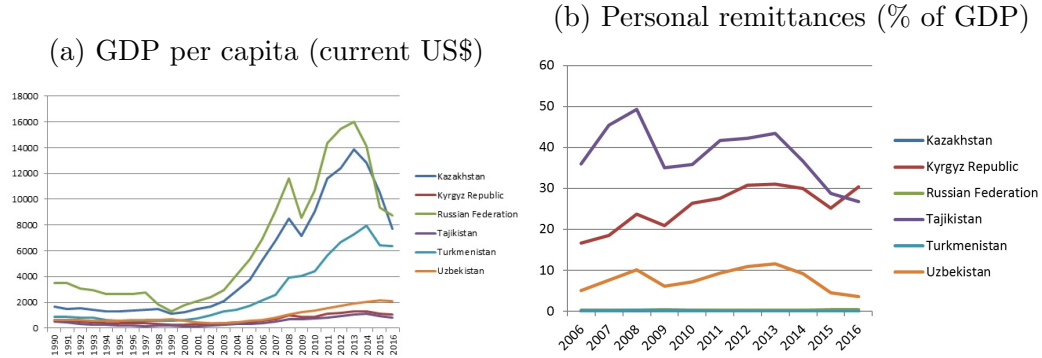 (a) GDP per capita (current US$)
18000
16000
14000
12000
10000
8000
6000
4000
2000
0
1990 1991 1992 1993 1994 1995 1996 1997 1998 1999 2000 2001 2002 2003 2004 2005 2006 2007 2008 2009 2010 2011 2012 2013 2014 2015 2016
Kazakhstan
Kyrgyz Republic
Russian Federation
Tajikistan
Turkmenistan
Uzbekistan
(b) Personal remittances (% of GDP)
60
50
40
30
20
10
0
2006 2007 2008 2009 2010 2011 2012 2013 2014 2015 2016
Kazakhstan
Kyrgyz Republic
Russian Federation
Tajikistan
Turkmenistan
Uzbekistan